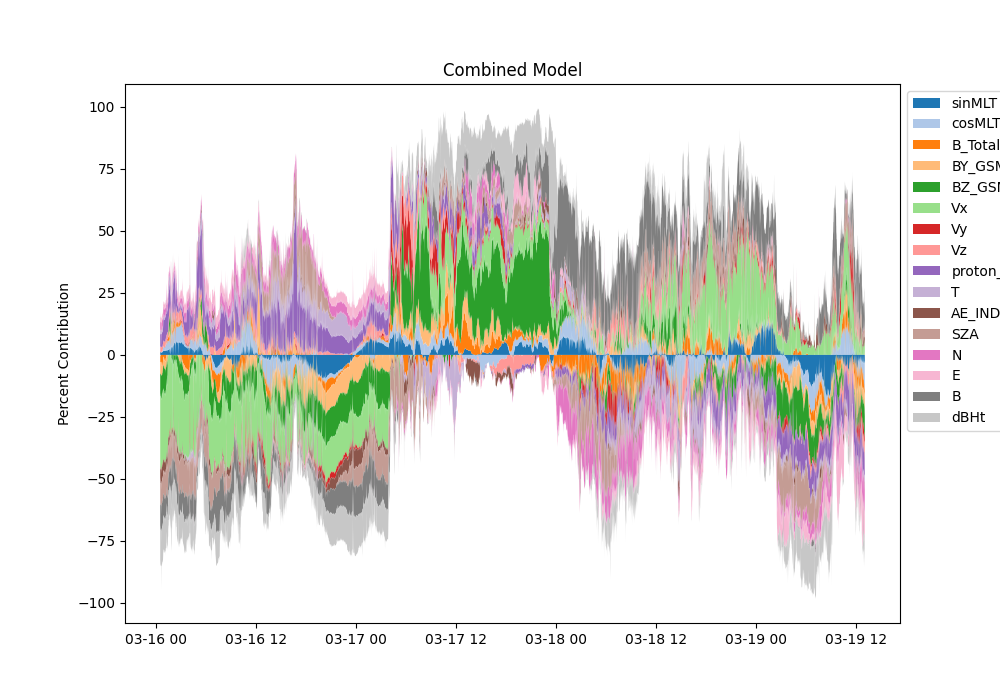 Combined Model
Percent Contribution
100
75
50
25
0
−25
−50
−75
−100
03-16 00
03-16 12
03-17 00
03-17 12
03-18 00
03-18 12
03-19 00
03-19 12
sinMLT
cosMLT
B_Total
BY_GSM
BZ_GSM
Vx
Vy
Vz
proton_
T
AE_IND
SZA
N
E
B
dBHt